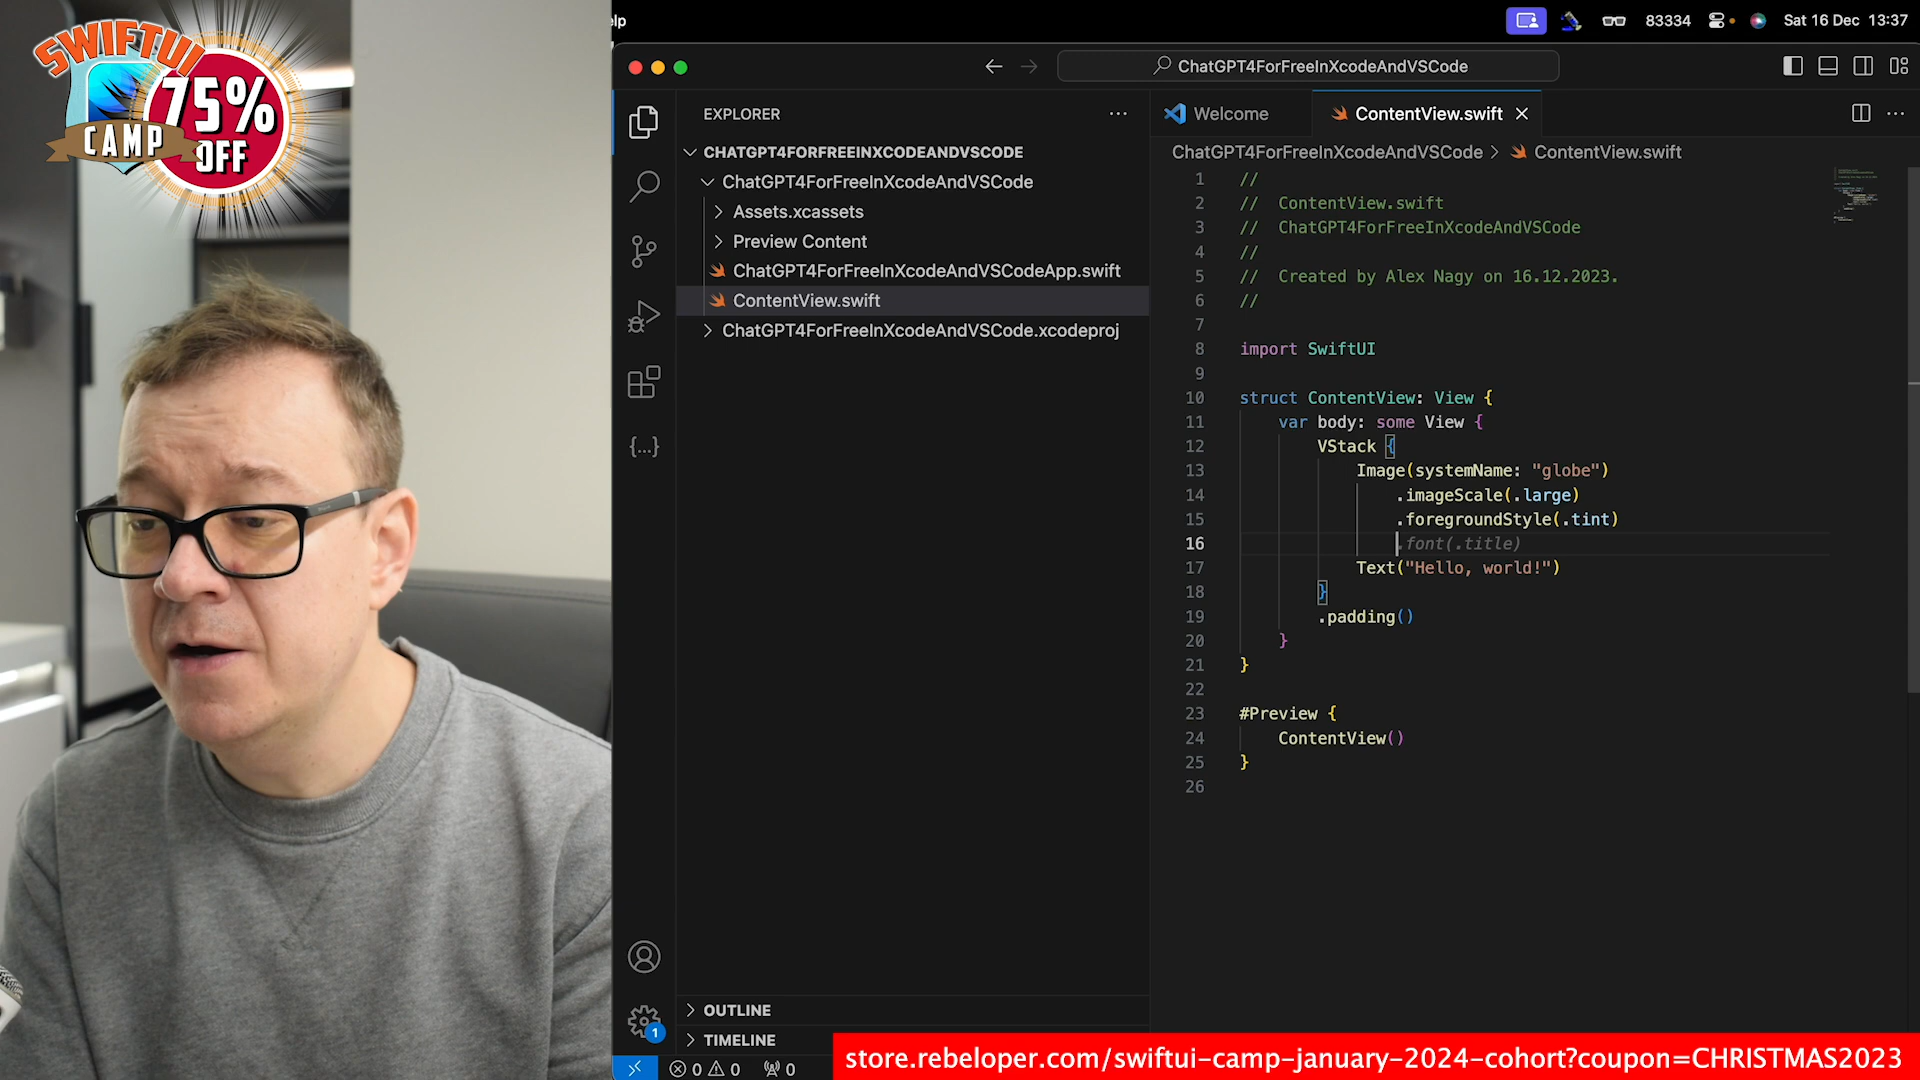 SWIFTUI
CAMP
75%
OFF
elp
83334
Sat 16 Dec 13:37
ChatGPT4ForFreeInXcodeAndVSCode
EXPLORER
CHATGPT4FORFREEINXCODEANDVSCODE
ChatGPT4ForFreeInXcodeAndVSCode
Assets.xcassets
Preview Content
ChatGPT4ForFreeInXcodeAndVSCodeApp.swift
ContentView.swift
ChatGPT4ForFreeInXcodeAndVSCode.xcodeproj
OUTLINE
TIMELINE
1
0 0 0
Welcome
ContentView.swift
ChatGPT4ForFreeInXcodeAndVSCode > ContentView.swift
1 //
2 //  ContentView.swift
3 //  ChatGPT4ForFreeInXcodeAndVSCode
4 //
5 //  Created by Alex Nagy on 16.12.2023.
6 //
7
8 import SwiftUI
9
10 struct ContentView: View {
11     var body: some View {
12         VStack {
13             Image(systemName: "globe")
14                 .imageScale(.large)
15                 .foregroundStyle(.tint)
16                 .font(.title)
17             Text("Hello, world!")
18         }
19         .padding()
20     }
21 }
22
23 #Preview {
24     ContentView()
25 }
26
store.rebeloper.com/swiftui-camp-january-2024-cohort?coupon=CHRISTMAS2023